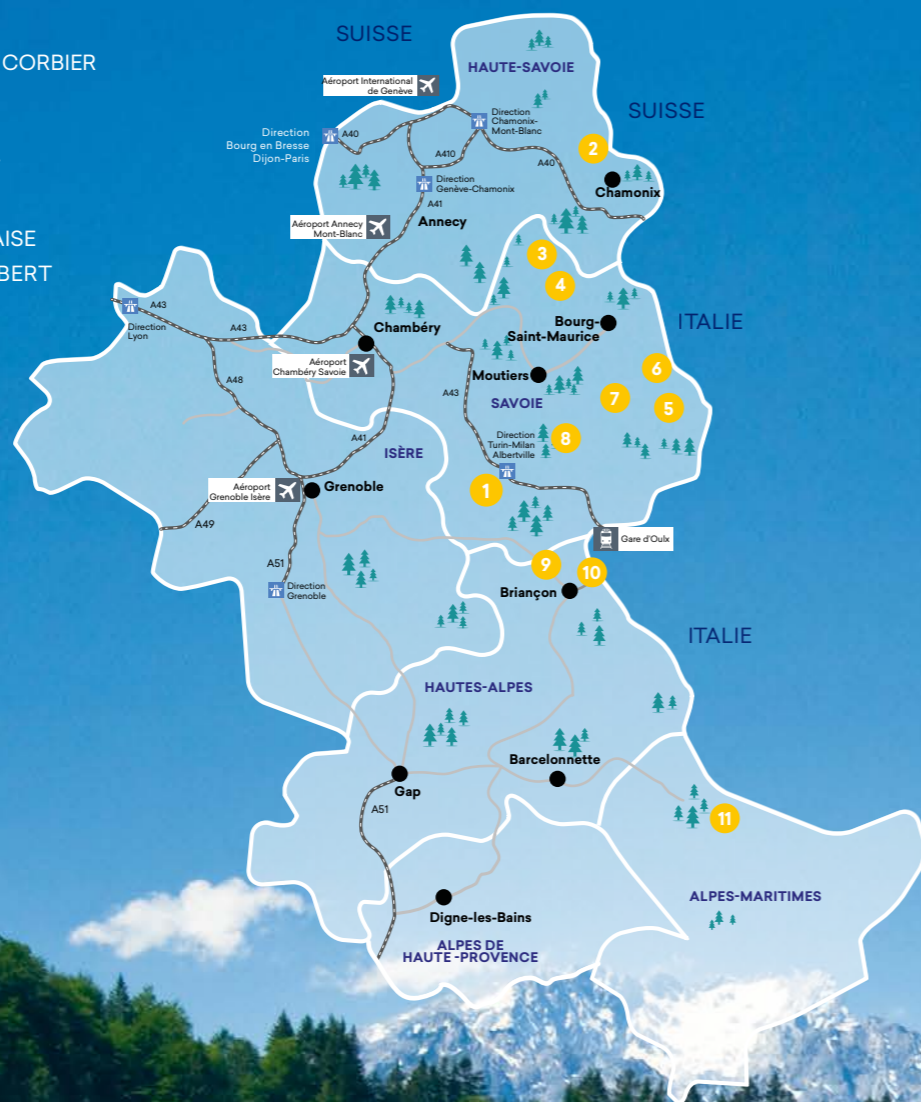 CORBIER
AISE
BERT
SUISSE
HAUTE-SAVOIE
Aéroport International
de Genève
SUISSE
Direction
Chamonix-
Mont-Blanc
Direction
Bourg en Bresse
Dijon-Paris
A40
A410
A40
2
Chamonix
Direction
Genève-Chamonix
A41
Annecy
Aéroport Annecy
Mont-Blanc
3
4
A43
Direction
Lyon
A43
Chambéry
Bourg-
Saint-Maurice
ITALIE
Aéroport
Chambéry Savoie
A48
Moutiers
6
7
5
A43
SAVOIE
A41
ISÈRE
Direction
Turin-Milan
Albertville
8
Aéroport
Grenoble Isère
Grenoble
1
A49
Gare d'Oulx
A51
9
10
Direction
Grenoble
Briançon
ITALIE
HAUTES-ALPES
Barcelonnette
Gap
A51
11
ALPES-MARITIMES
Digne-les-Bains
ALPES DE
HAUTE -PROVENCE